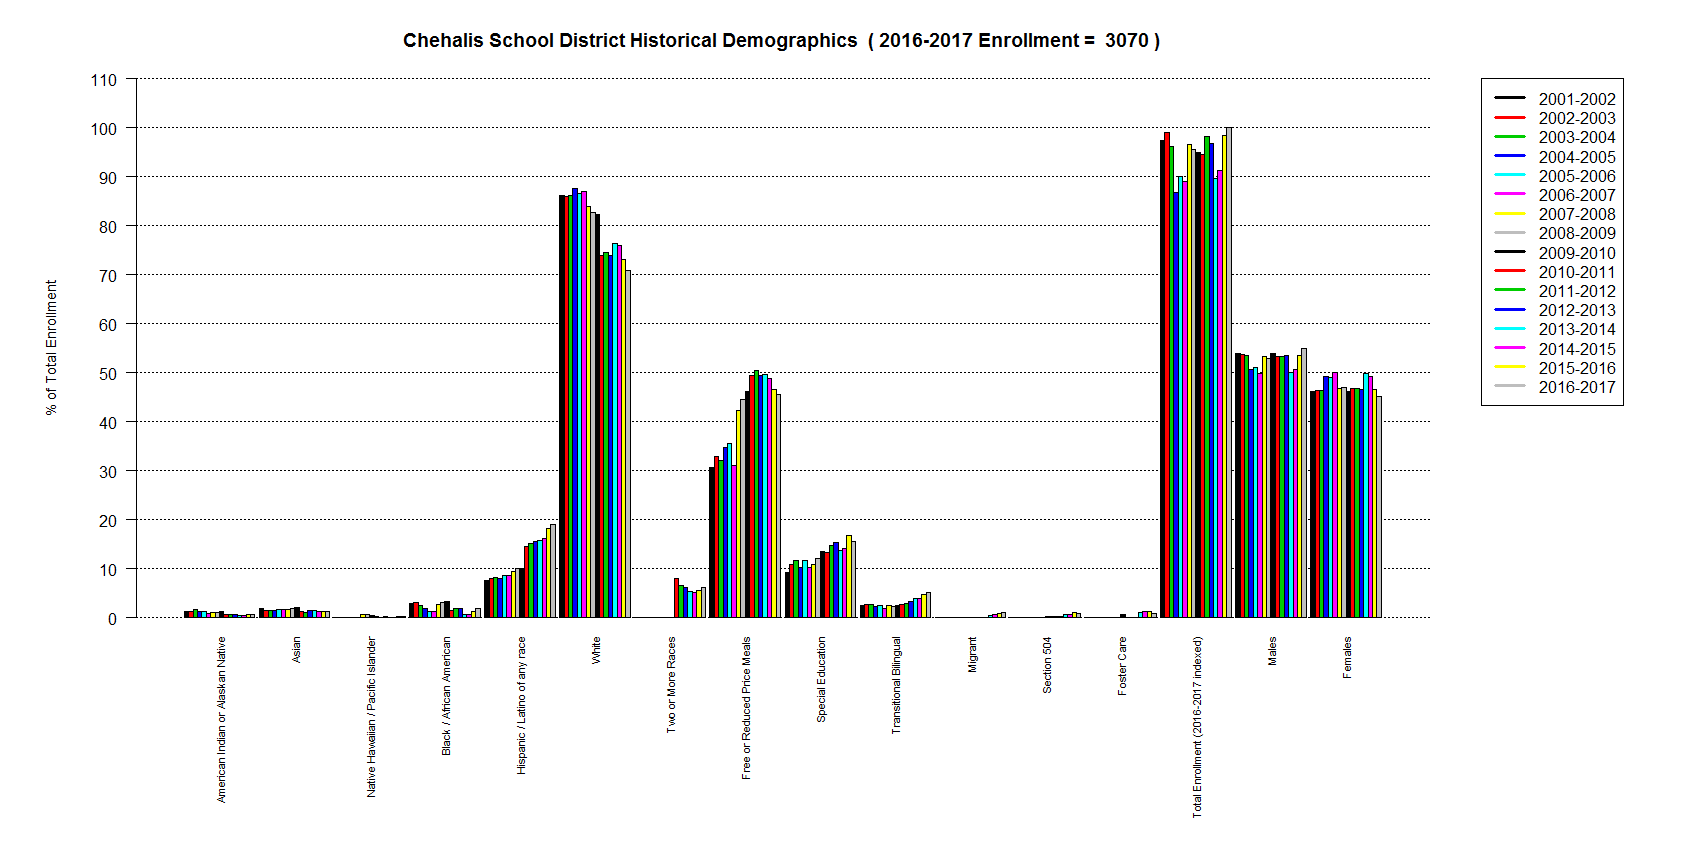 Chehalis School District Historical Demographics ( 2016-2017 Enrollment = 3070 )
% of Total Enrollment
110
100
90
80
70
60
50
40
30
20
10
0
American Indian or Alaskan Native
Asian
Native Hawaiian / Pacific Islander
Black / African American
Hispanic / Latino of any race
White
Two or More Races
Free or Reduced Price Meals
Special Education
Transitional Bilingual
Migrant
Section 504
Foster Care
Total Enrollment (2016-2017 indexed)
Males
Females
2001-2002
2002-2003
2003-2004
2004-2005
2005-2006
2006-2007
2007-2008
2008-2009
2009-2010
2010-2011
2011-2012
2012-2013
2013-2014
2014-2015
2015-2016
2016-2017